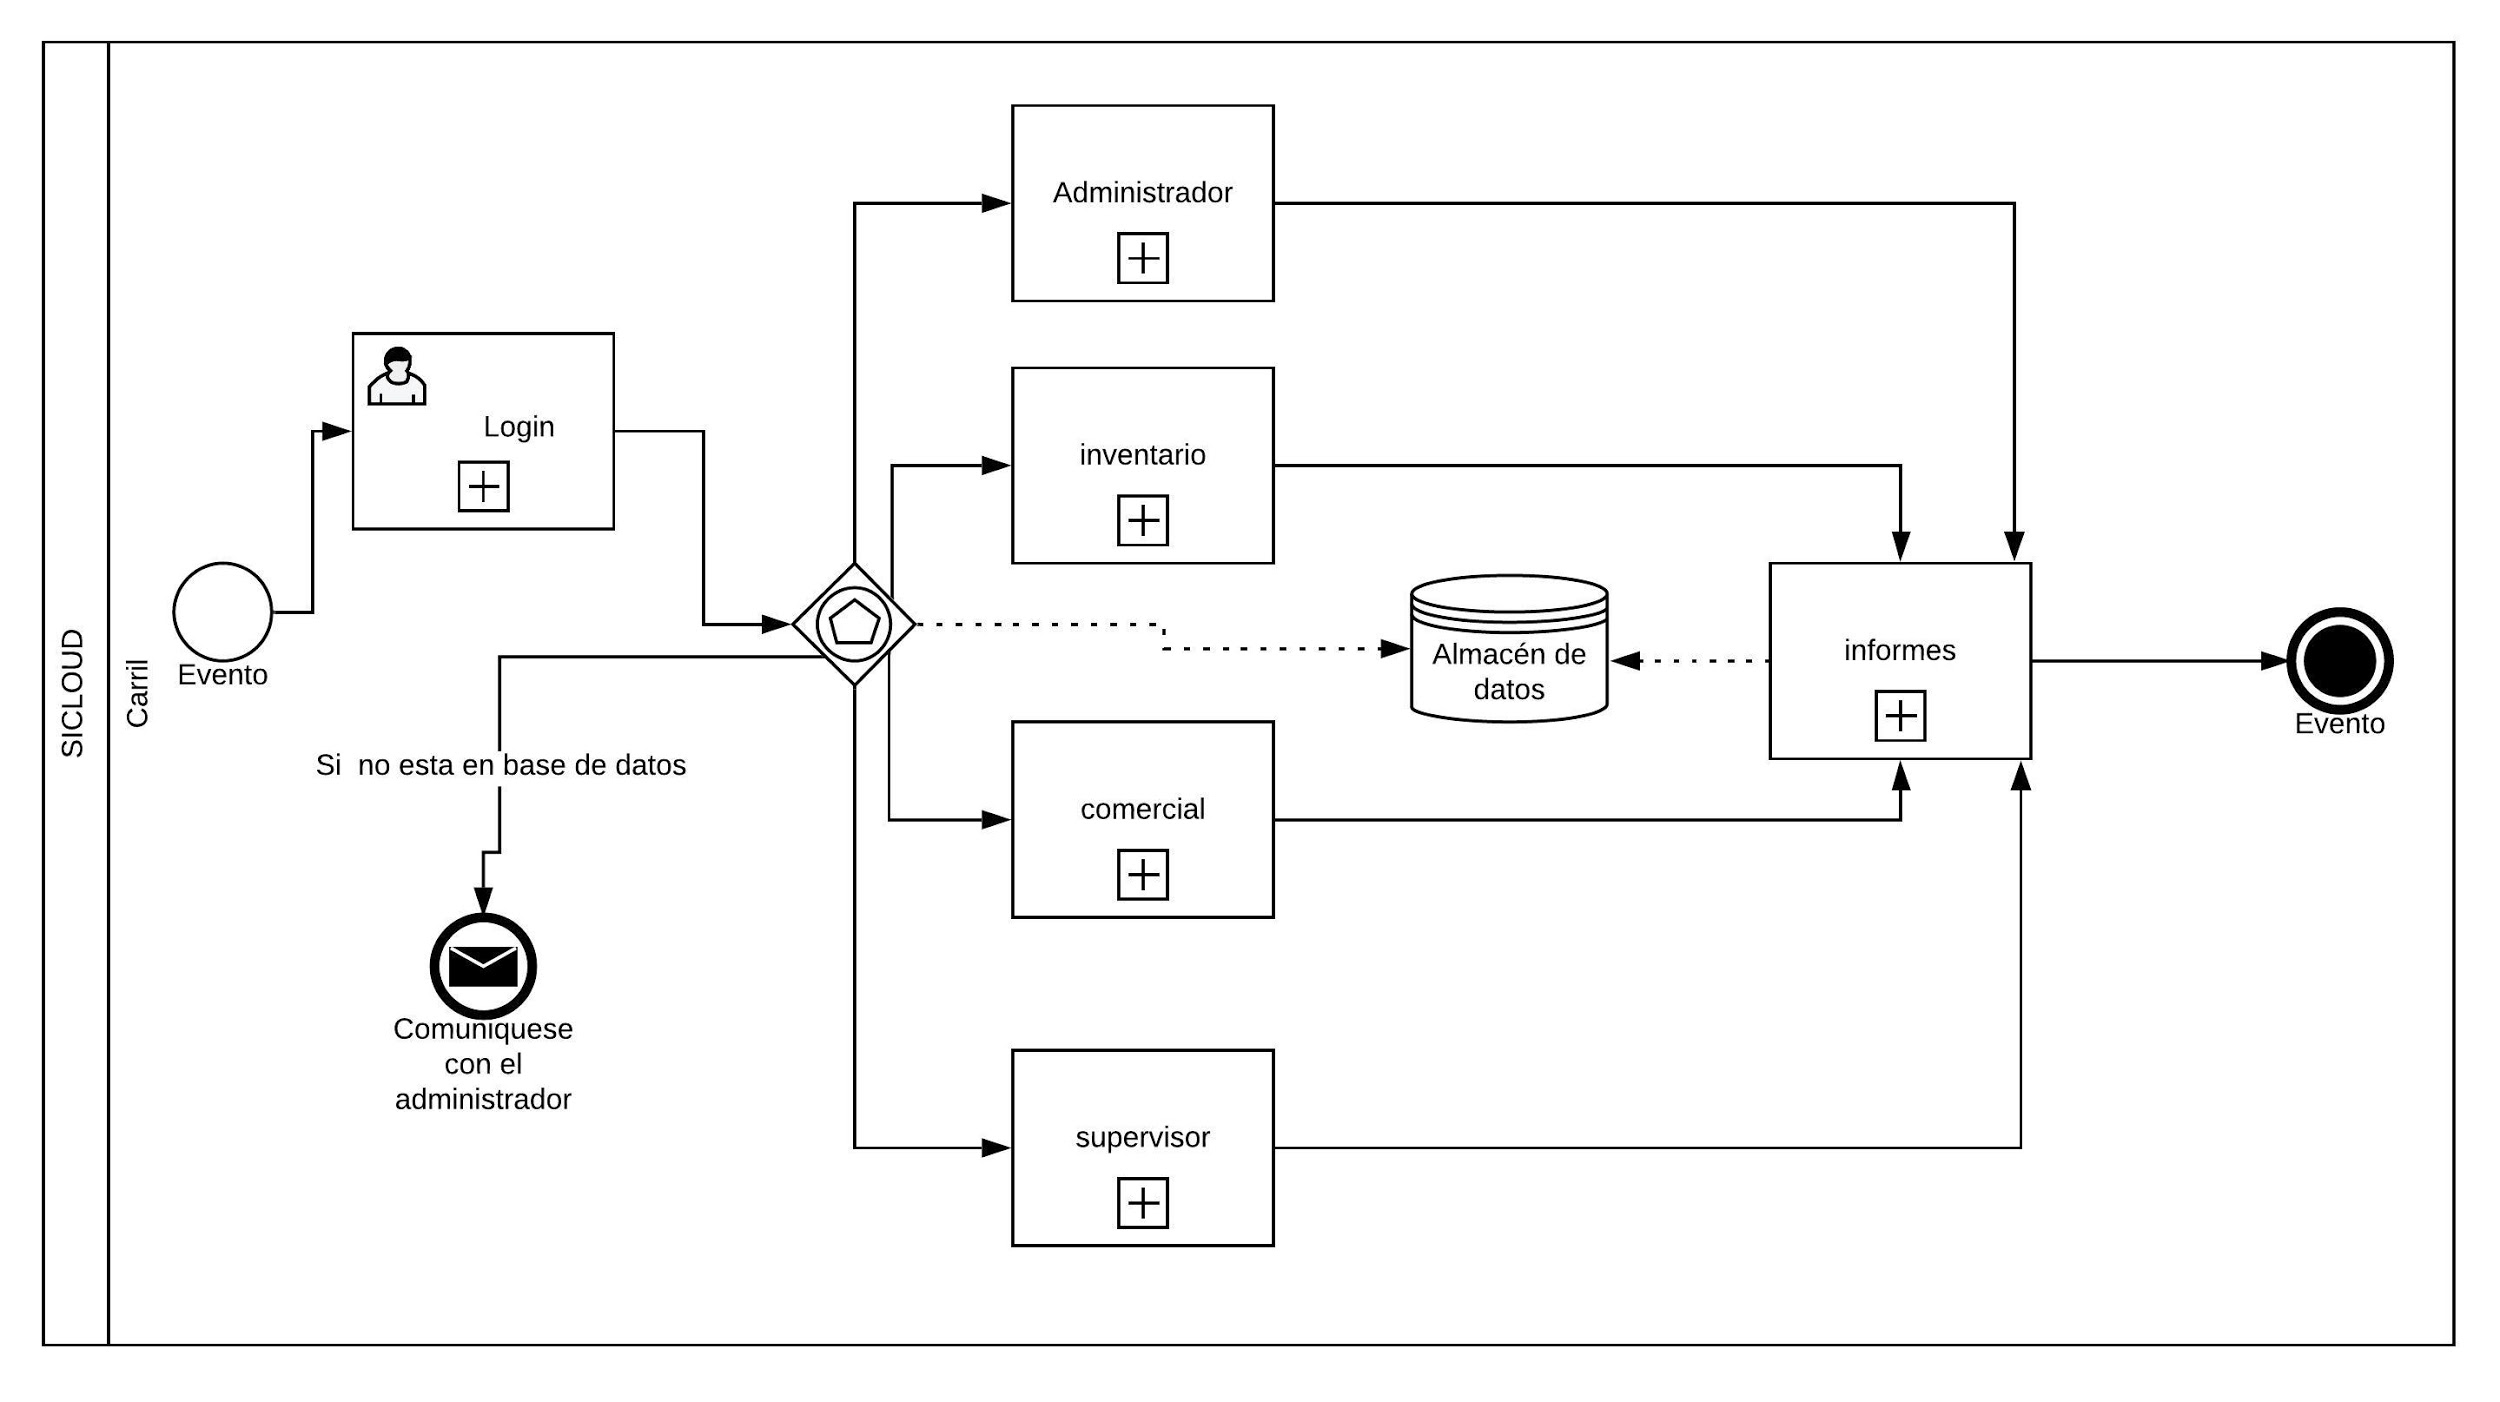 SICLOUD
Carril
Evento
Login
Si  no esta en base de datos
Comuniquese
con el
administrador
Administrador
inventario
comercial
supervisor
Almacén de
datos
informes
Evento